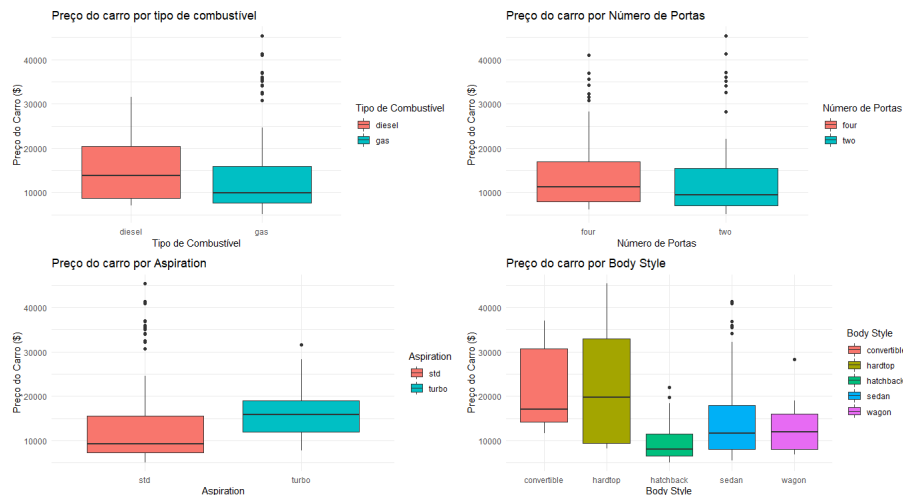 Preço do carro por tipo de combustível
40000
30000
20000
10000
Preço do Carro ($)
diesel
gas
Tipo de Combustível
Tipo de Combustível
diesel
gas
Preço do carro por Número de Portas
40000
30000
20000
10000
Preço do Carro ($)
four
two
Número de Portas
Número de Portas
four
two
Preço do carro por Aspiration
40000
30000
20000
10000
Preço do Carro ($)
std
turbo
Aspiration
Aspiration
std
turbo
Preço do carro por Body Style
40000
30000
20000
10000
Preço do Carro ($)
convertible
hardtop
hatchback
sedan
wagon
Body Style
Body Style
convertible
hardtop
hatchback
sedan
wagon